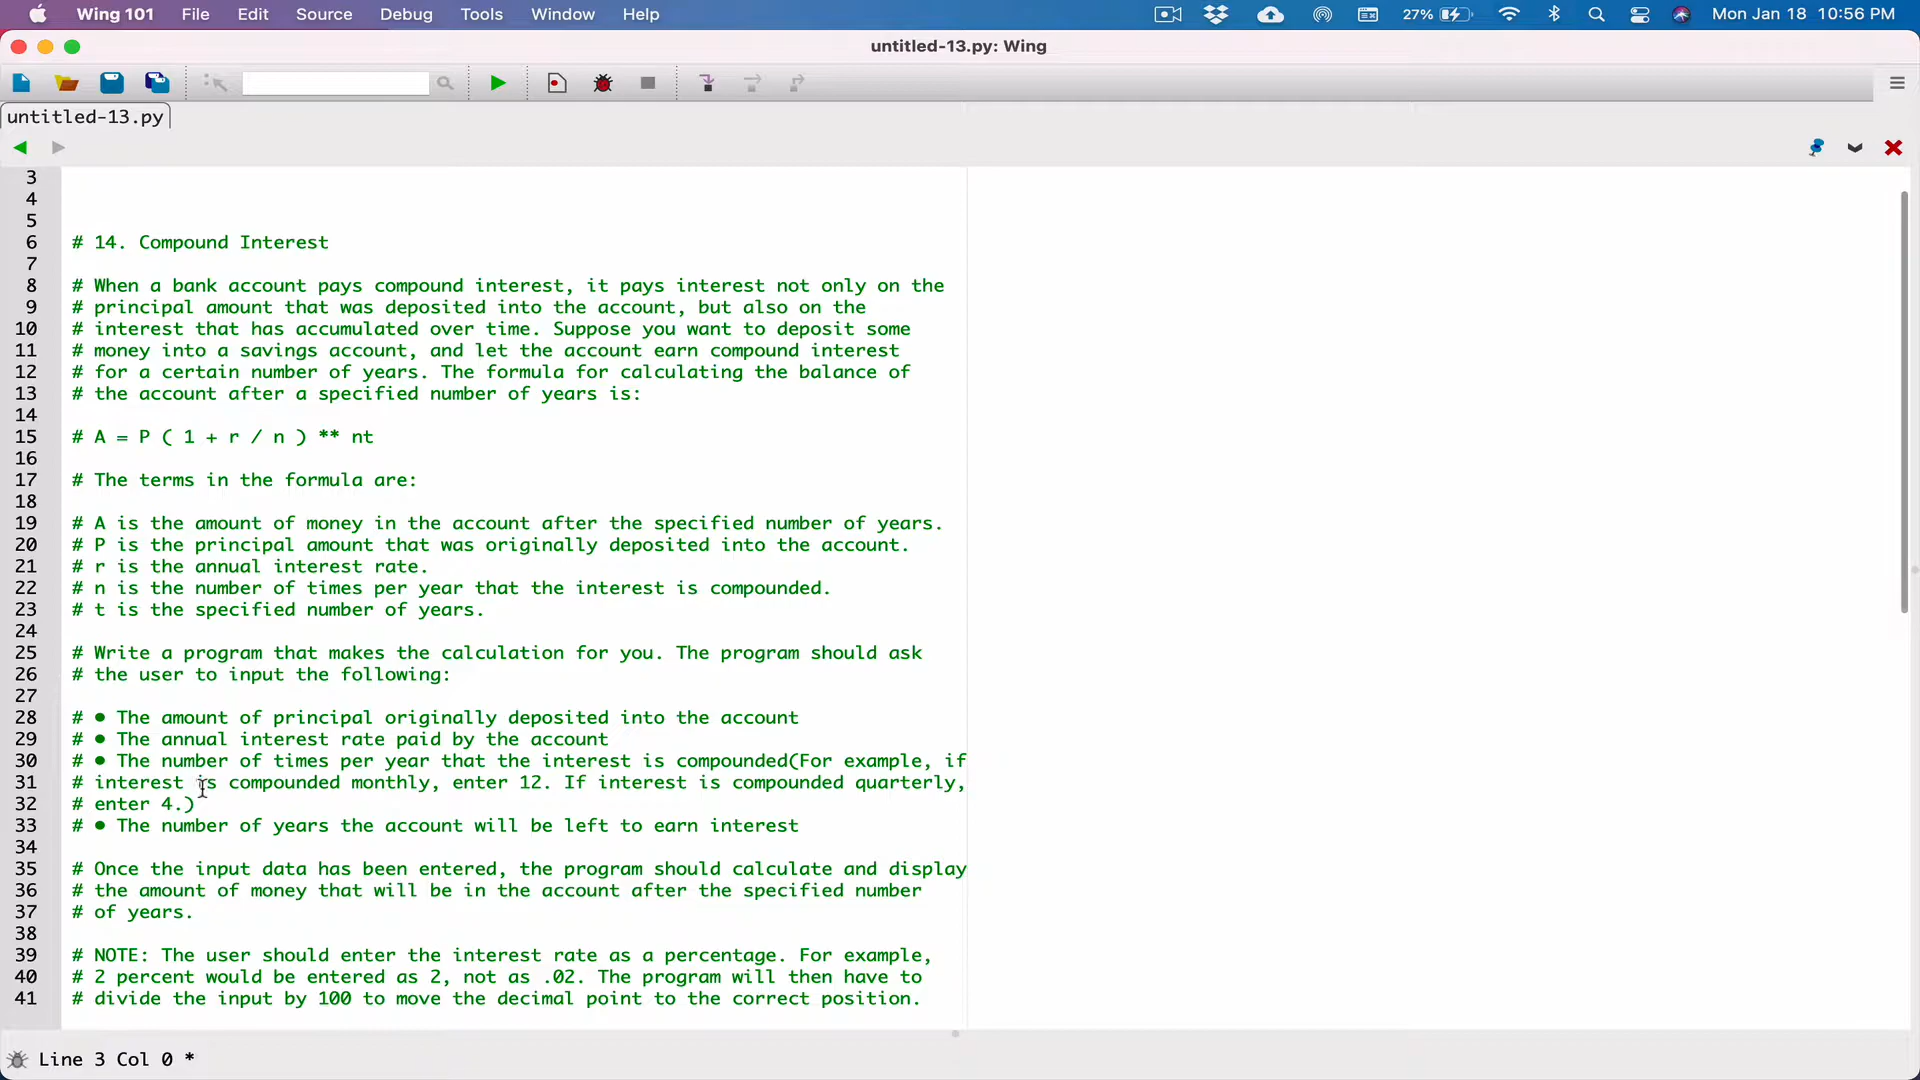 Wing 101 File Edit Source Debug Tools Window Help 27% Mon Jan 18 10:56 PM
untitled-13.py: Wing
untitled-13.py
3
4
5
6 # 14. Compound Interest
7
8 # When a bank account pays compound interest, it pays interest not only on the
9 # principal amount that was deposited into the account, but also on the
10 # interest that has accumulated over time. Suppose you want to deposit some
11 # money into a savings account, and let the account earn compound interest
12 # for a certain number of years. The formula for calculating the balance of
13 # the account after a specified number of years is:
14
15 # A = P ( 1 + r / n ) ** nt
16
17 # The terms in the formula are:
18
19 # A is the amount of money in the account after the specified number of years.
20 # P is the principal amount that was originally deposited into the account.
21 # r is the annual interest rate.
22 # n is the number of times per year that the interest is compounded.
23 # t is the specified number of years.
24
25 # Write a program that makes the calculation for you. The program should ask
26 # the user to input the following:
27
28 # ● The amount of principal originally deposited into the account
29 # ● The annual interest rate paid by the account
30 # ● The number of times per year that the interest is compounded(For example, if
31 # interest is compounded monthly, enter 12. If interest is compounded quarterly,
32 # enter 4.)
33 # ● The number of years the account will be left to earn interest
34
35 # Once the input data has been entered, the program should calculate and display
36 # the amount of money that will be in the account after the specified number
37 # of years.
38
39 # NOTE: The user should enter the interest rate as a percentage. For example,
40 # 2 percent would be entered as 2, not as .02. The program will then have to
41 # divide the input by 100 to move the decimal point to the correct position.
Line 3 Col 0 *